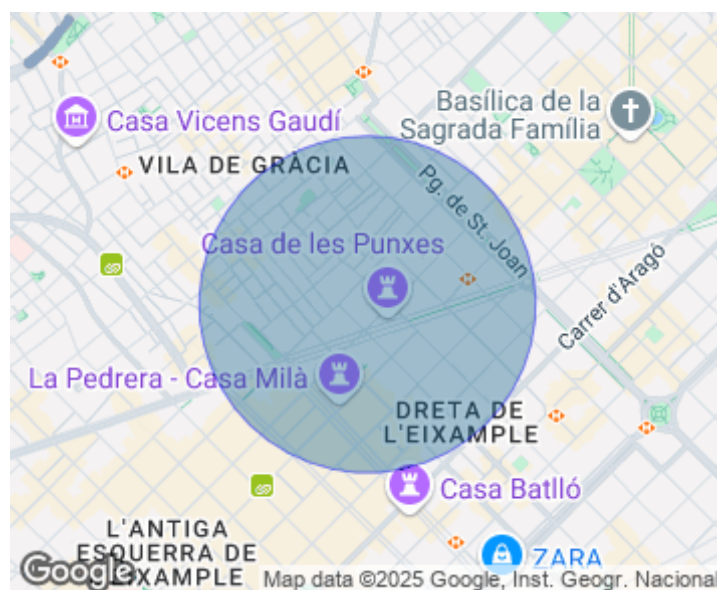 Basílica de la
Sagrada Família
Casa Vicens Gaudí
VILA DE GRÀCIA
Pg. de St. Joan
Casa de les Punxes
Carrer d'Aragó
La Pedrera - Casa Milà
DRETA DE
L'EIXAMPLE
Casa Batlló
L'ANTIGA
ESQUERRA DE
L'EIXAMPLE
ZARA
Google
Map data ©2025 Google, Inst. Geogr. Nacional